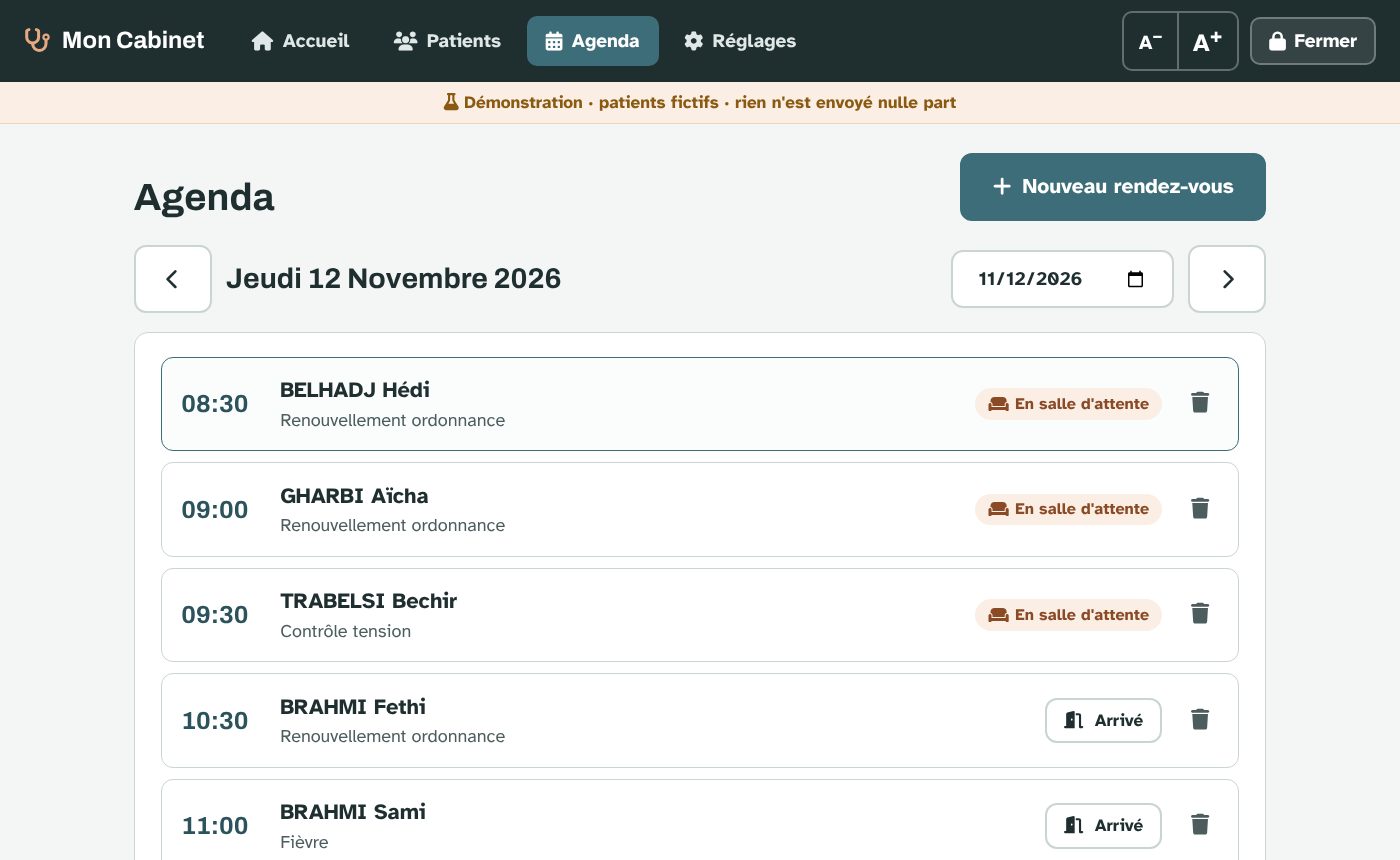 Mon Cabinet
Accueil
Patients
Agenda
Réglages
A⁻
A⁺
Fermer
Démonstration · patients fictifs · rien n'est envoyé nulle part
Agenda
+ Nouveau rendez-vous
Jeudi 12 Novembre 2026
11/12/2026
08:30
BELHADJ Hédi
Renouvellement ordonnance
En salle d'attente
09:00
GHARBI Aïcha
Renouvellement ordonnance
En salle d'attente
09:30
TRABELSI Bechir
Contrôle tension
En salle d'attente
10:30
BRAHMI Fethi
Renouvellement ordonnance
Arrivé
11:00
BRAHMI Sami
Fièvre
Arrivé